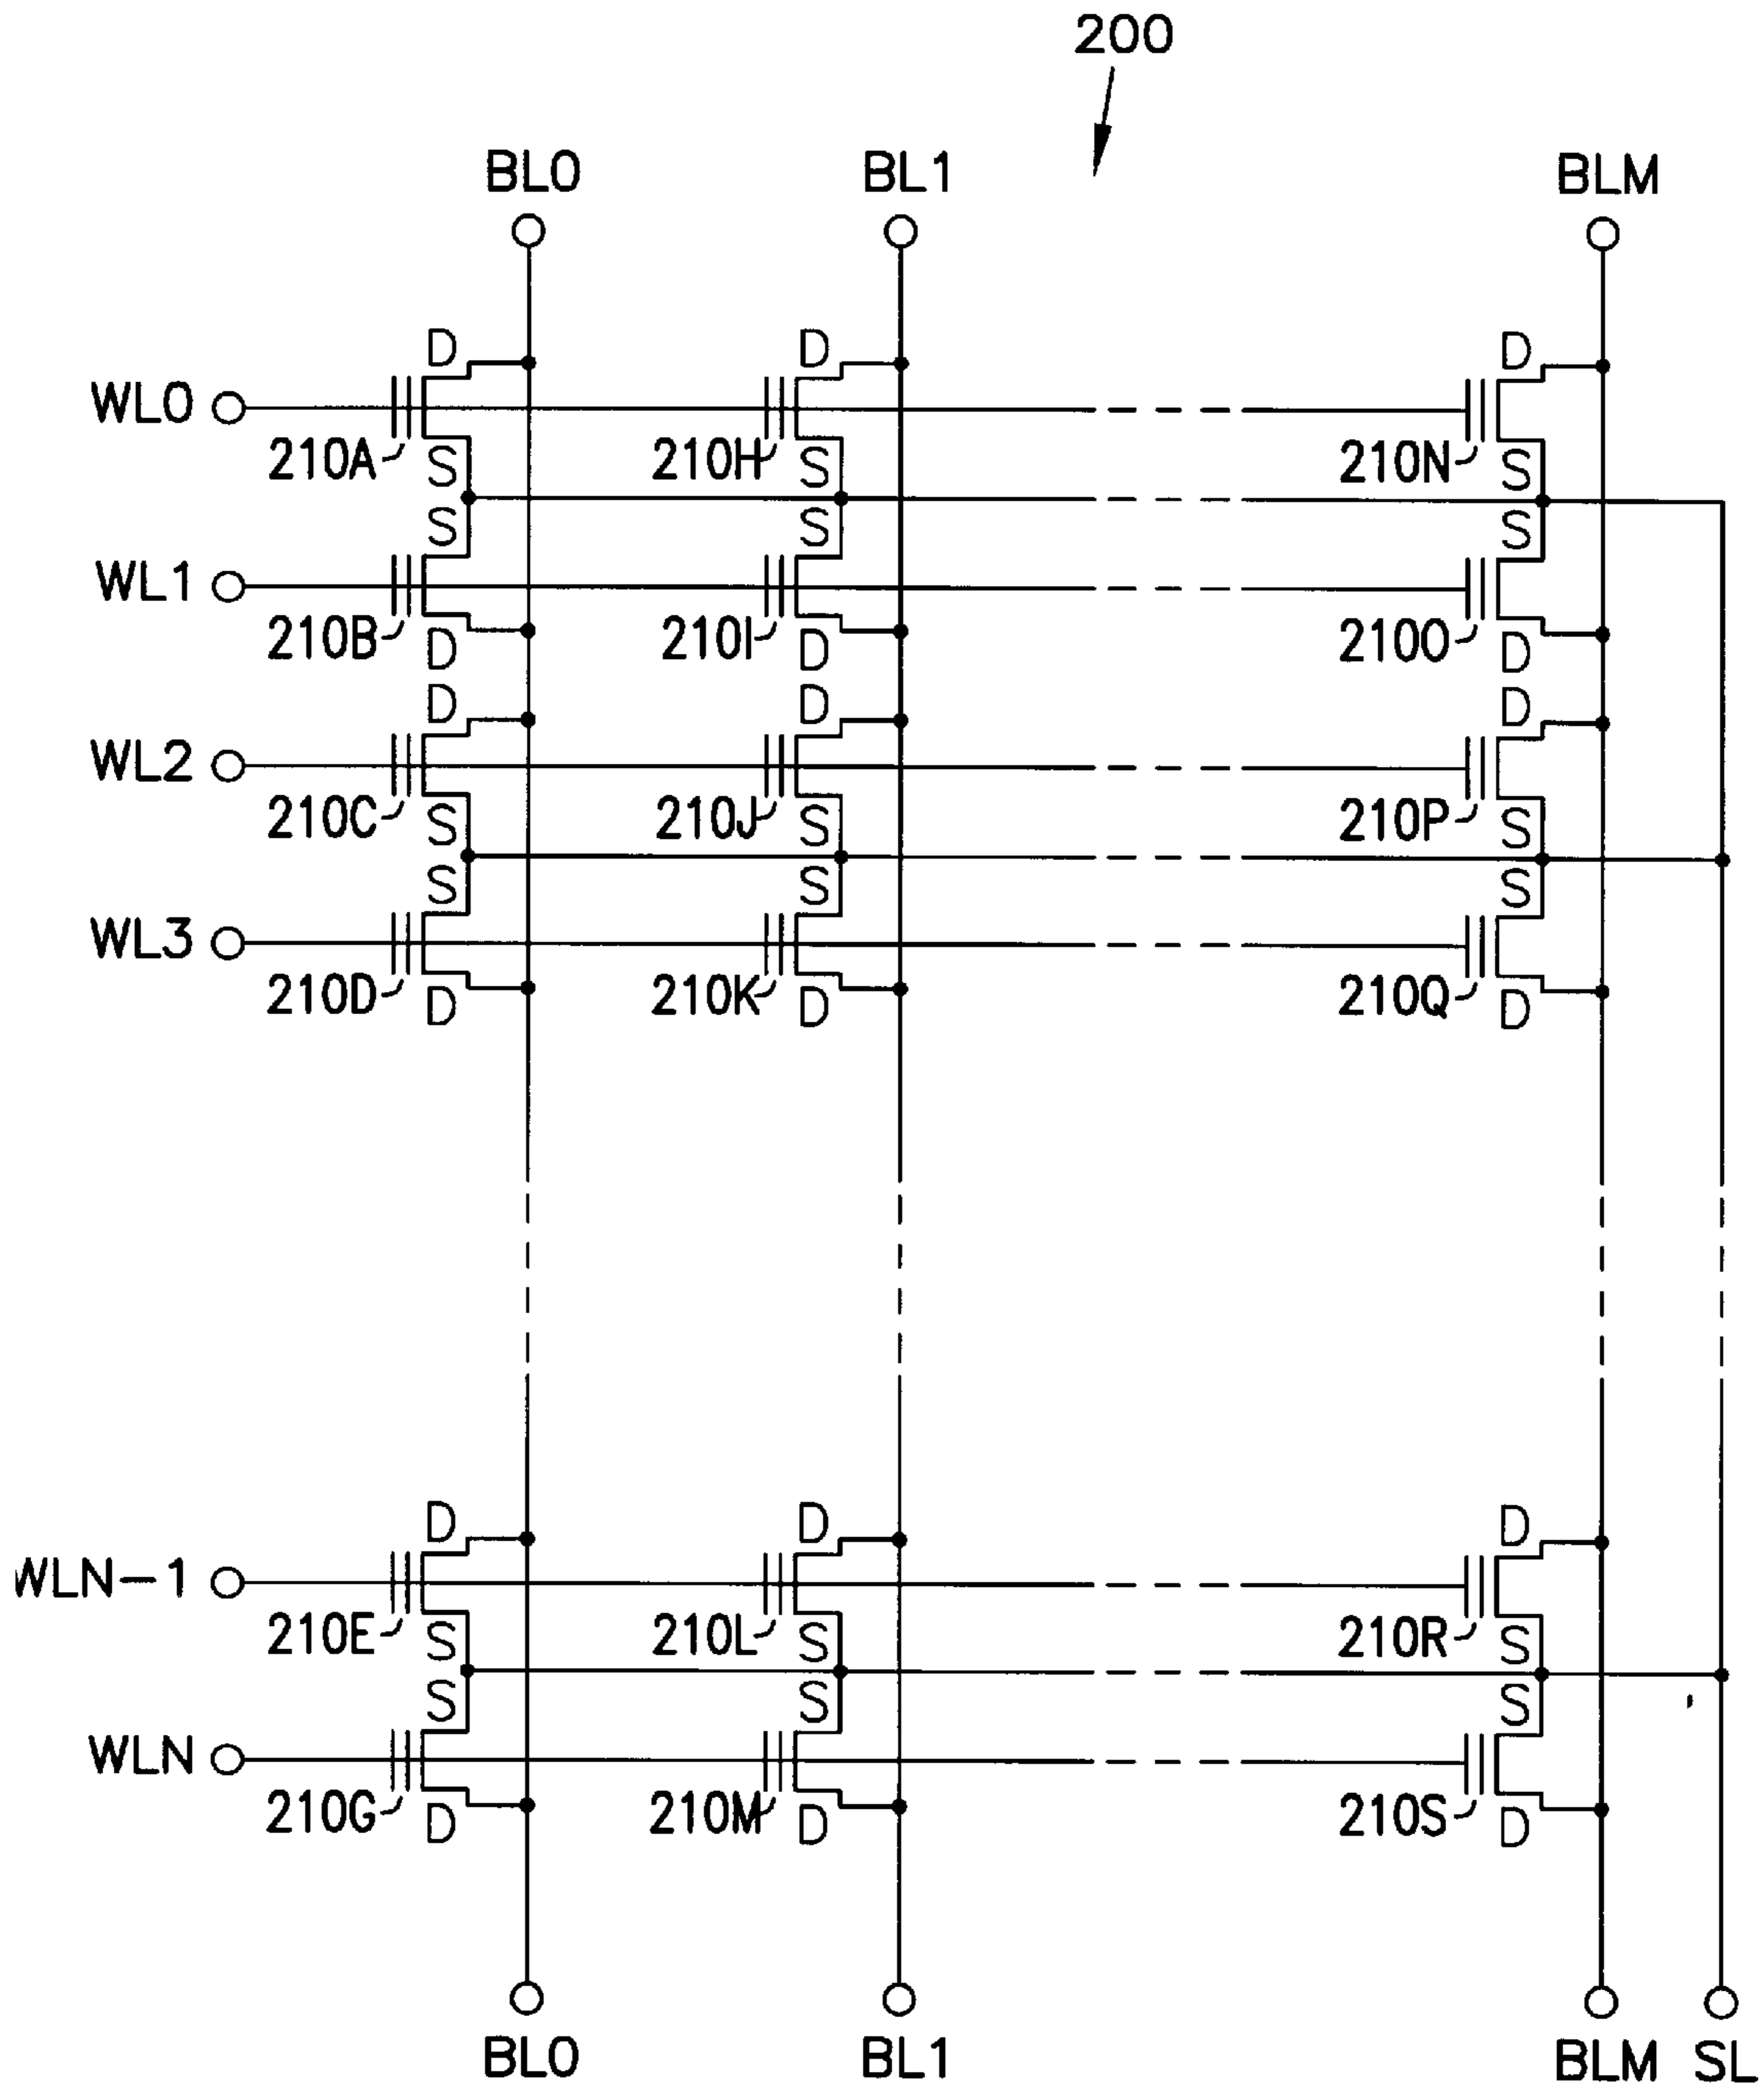 200
BL0 BL1 BLM
D D D
WL0
210A S 210H S 210N S
S S S
WL1
210B D 210I D 210O D
D D D
WL2
210C S 210J S 210P S
S S S
WL3
210D D 210K D 210Q D
D D D
WLN-1
210E S 210L S 210R S
S S S
WLN
210G D 210M D 210S D
BL0 BL1 BLM SL